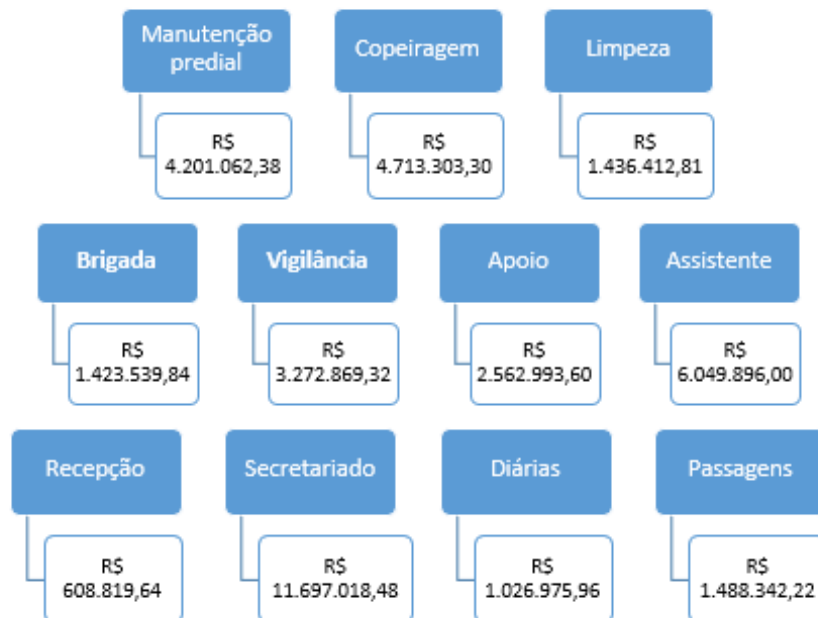 Manutenção
predial
Copeiragem
Limpeza
R$
4.201.062,38
R$
4.713.303,30
R$
1.436.412,81
Brigada
Vigilância
Apoio
Assistente
R$
1.423.539,84
R$
3.272.869,32
R$
2.562.993,60
R$
6.049.896,00
Recepção
Secretariado
Diárias
Passagens
R$
608.819,64
R$
11.697.018,48
R$
1.026.975,96
R$
1.488.342,22